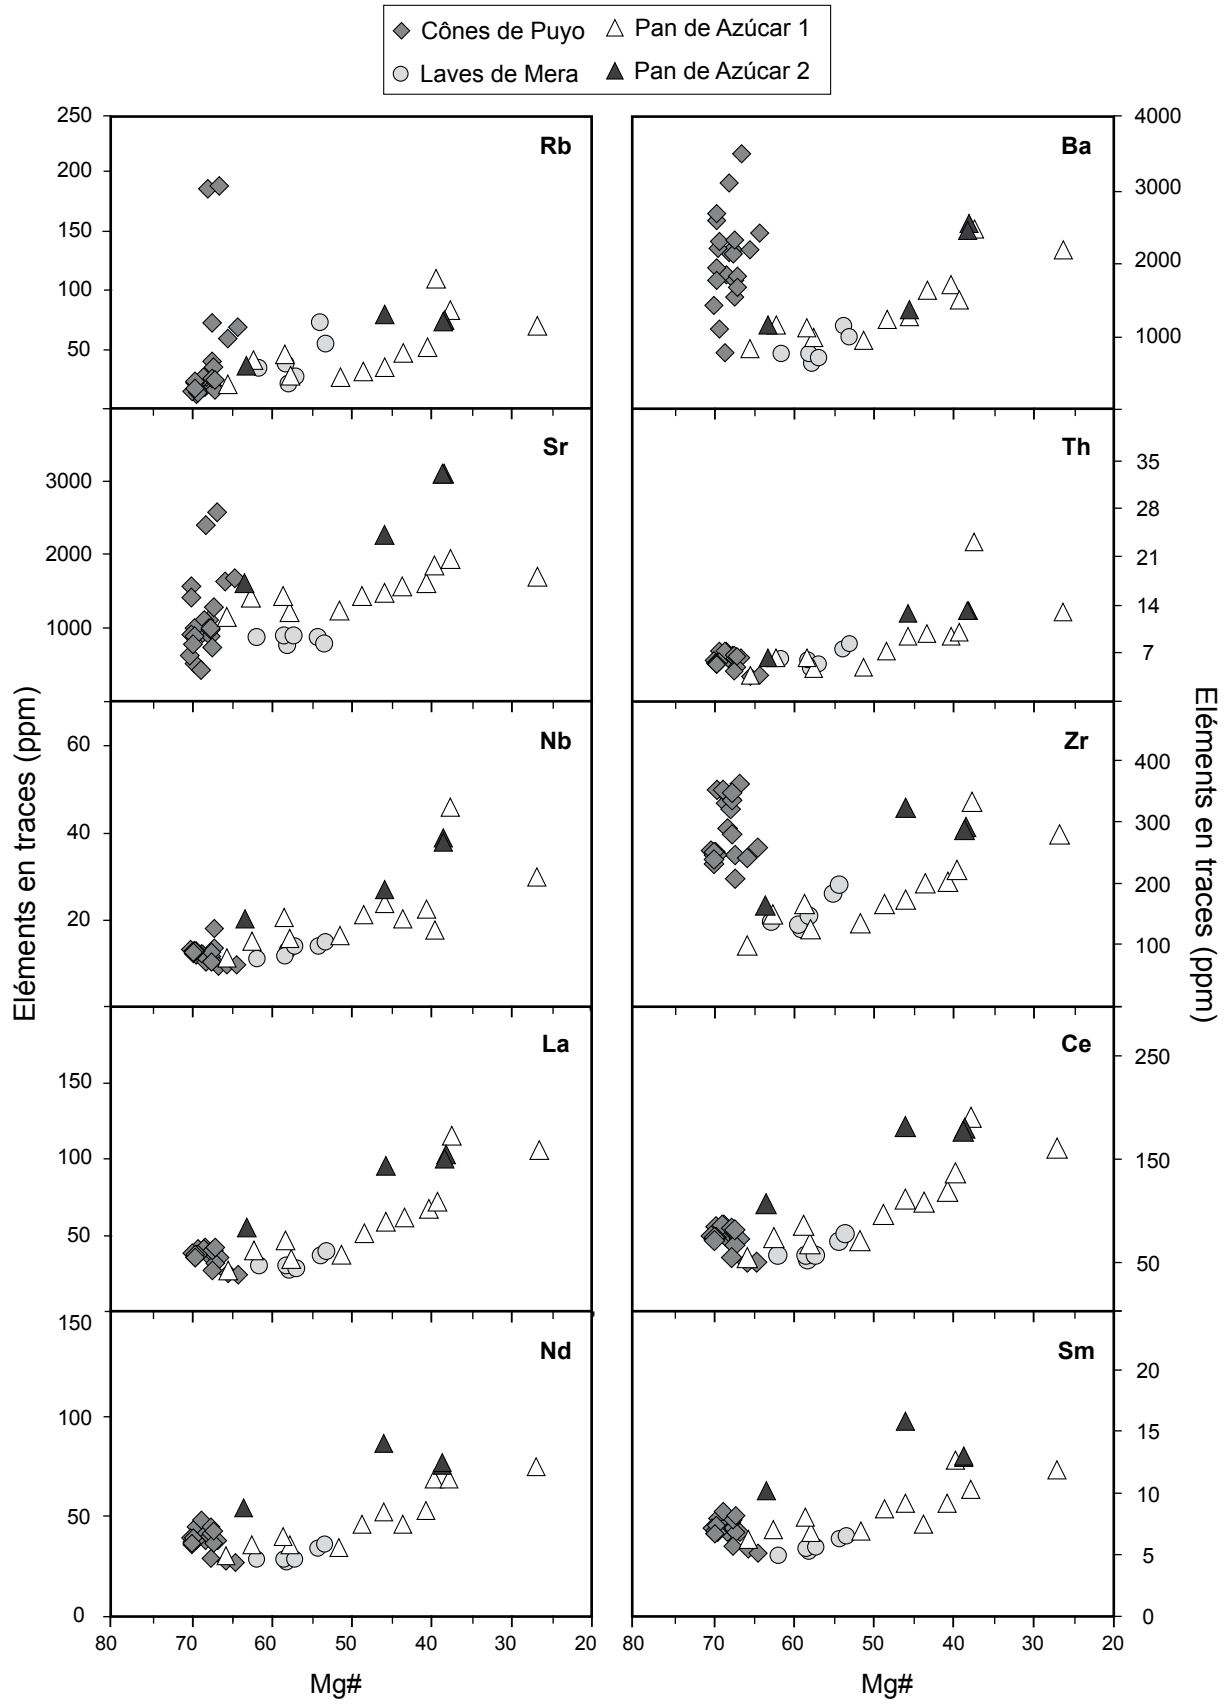 Cônes de Puyo Pan de Azúcar 1
Laves de Mera Pan de Azúcar 2
250 Rb Ba 4000
200 3000
150
100 2000
50 1000
Sr Th 35
3000 28
2000 21
14
1000 7
Nb Zr
60 400
40 300
200
20 100
La Ce
150 250
100 150
50 50
150 Nd Sm
20
100 15
50 10
5
0 0
80 70 60 50 40 30 20 80 70 60 50 40 30 20
Mg# Mg#
Eléments en traces (ppm)
Eléments en traces (ppm)